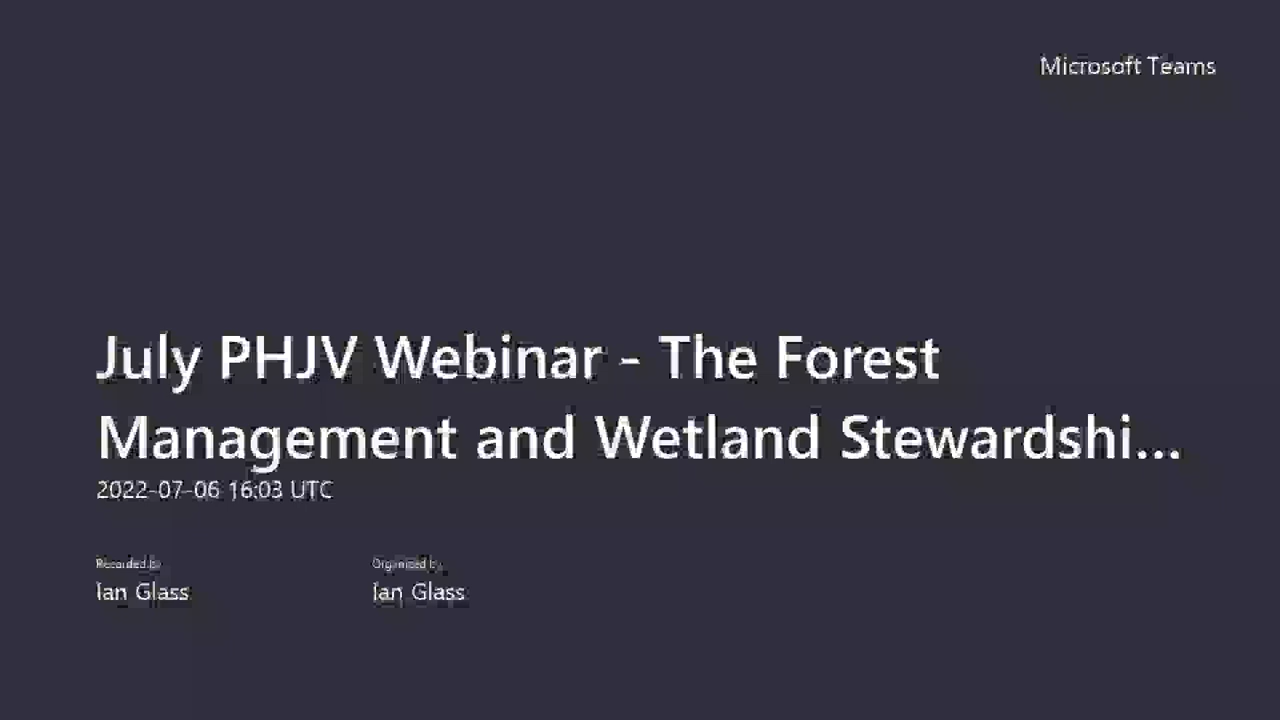 Microsoft Teams
July PHJV Webinar - The Forest
Management and Wetland Stewardshi...
2022-07-06 16:03 UTC
Recorded by
Organized by
Ian Glass
Ian Glass